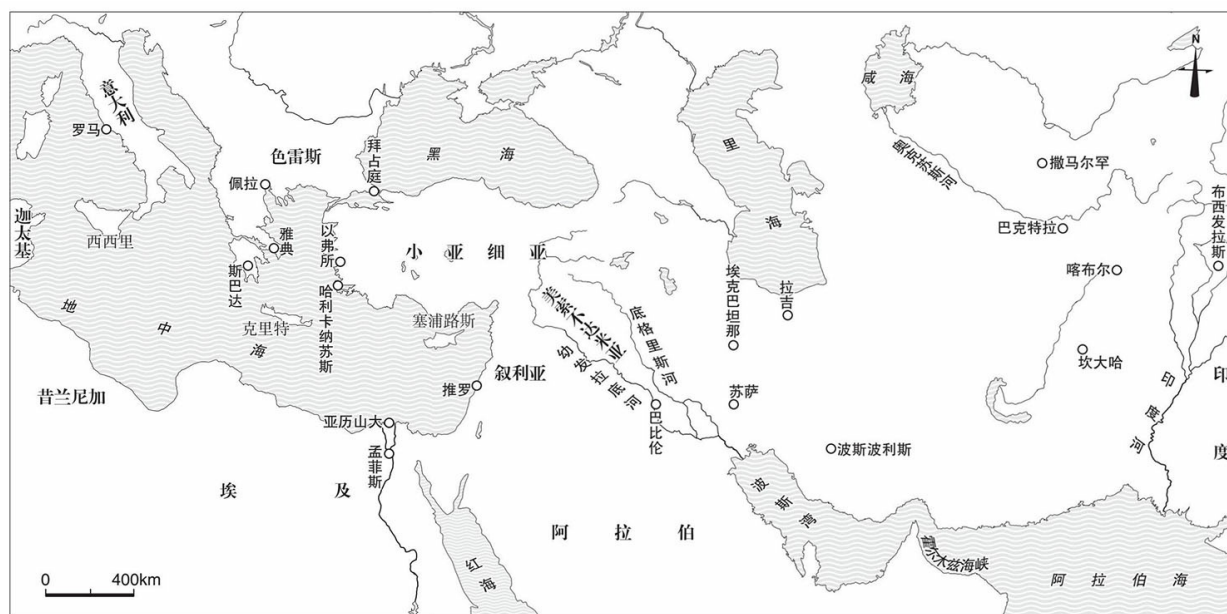 意大利
罗马
色雷斯
拜占庭
黑海
里海
咸海
N
奥克苏斯河
撒马尔罕
佩拉
迦太基
西西里
雅典
斯巴达
以弗所
小亚细亚
巴克特拉
布西发拉斯
喀布尔
埃克巴坦那
拉吉
哈利卡纳苏斯
地中海
克里特
塞浦路斯
美索不达米亚
底格里斯河
幼发拉底河
坎大哈
昔兰尼加
推罗
叙利亚
苏萨
巴比伦
印度河
印度
亚历山大
孟菲斯
波斯波利斯
埃及
阿拉伯
波斯湾
霍尔木兹海峡
红海
阿拉伯海
0 400km